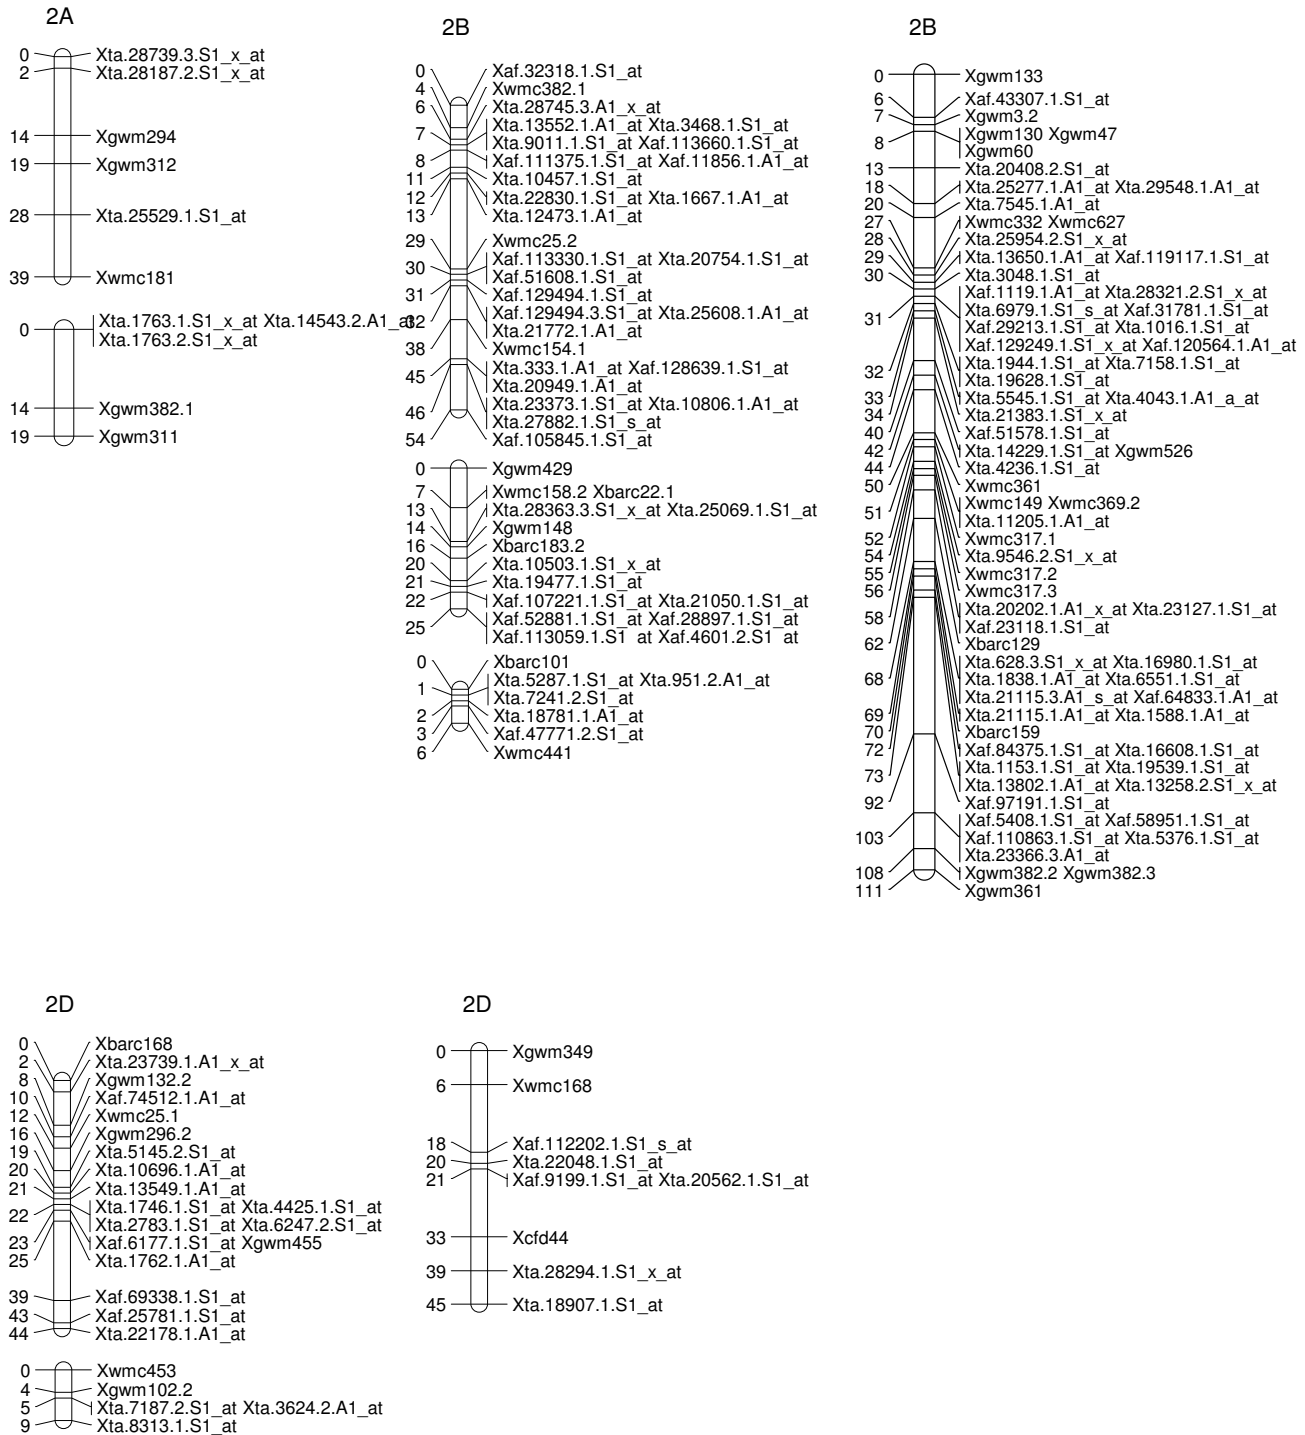 2A
0 Xta.28739.3.S1_x_at
2 Xta.28187.2.S1_x_at
14 Xgwm294
19 Xgwm312
28 Xta.25529.1.S1_at
39 Xwmc181
0 Xta.1763.1.S1_x_at Xta.14543.2.A1_at
Xta.1763.2.S1_x_at
14 Xgwm382.1
19 Xgwm311
2B
0 Xaf.32318.1.S1_at
4 Xwmc382.1
6 Xta.28745.3.A1_x_at
7 Xta.13552.1.A1_at Xta.3468.1.S1_at
Xta.9011.1.S1_at Xaf.113660.1.S1_at
8 Xaf.111375.1.S1_at Xaf.11856.1.A1_at
11 Xta.10457.1.S1_at
12 Xta.22830.1.S1_at Xta.1667.1.A1_at
13 Xta.12473.1.A1_at
29 Xwmc25.2
30 Xaf.113330.1.S1_at Xta.20754.1.S1_at
Xaf.51608.1.S1_at
31 Xaf.129494.1.S1_at
32 Xaf.129494.3.S1_at Xta.25608.1.A1_at
Xta.21772.1.A1_at
38 Xwmc154.1
45 Xta.333.1.A1_at Xaf.128639.1.S1_at
Xta.20949.1.A1_at
46 Xta.23373.1.S1_at Xta.10806.1.A1_at
Xta.27882.1.S1_s_at
54 Xaf.105845.1.S1_at
0 Xgwm429
7 Xwmc158.2 Xbarc22.1
13 Xta.28363.3.S1_x_at Xta.25069.1.S1_at
14 Xgwm148
16 Xbarc183.2
20 Xta.10503.1.S1_x_at
21 Xta.19477.1.S1_at
22 Xaf.107221.1.S1_at Xta.21050.1.S1_at
25 Xaf.52881.1.S1_at Xaf.28897.1.S1_at
Xaf.113059.1.S1_at Xaf.4601.2.S1_at
0 Xbarc101
1 Xta.5287.1.S1_at Xta.951.2.A1_at
Xta.7241.2.S1_at
2 Xta.18781.1.A1_at
3 Xaf.47771.2.S1_at
6 Xwmc441
2B
0 Xgwm133
6 Xaf.43307.1.S1_at
7 Xgwm3.2
8 Xgwm130 Xgwm47
Xgwm60
13 Xta.20408.2.S1_at
18 Xta.25277.1.A1_at Xta.29548.1.A1_at
20 Xta.7545.1.A1_at
27 Xwmc332 Xwmc627
28 Xta.25954.2.S1_x_at
29 Xta.13650.1.A1_at Xaf.119117.1.S1_at
30 Xta.3048.1.S1_at
31 Xaf.1119.1.A1_at Xta.28321.2.S1_x_at
Xta.6979.1.S1_s_at Xaf.31781.1.S1_at
Xaf.29213.1.S1_at Xta.1016.1.S1_at
Xaf.129249.1.S1_x_at Xaf.120564.1.A1_at
32 Xta.1944.1.S1_at Xta.7158.1.S1_at
Xta.19628.1.S1_at
33 Xta.5545.1.S1_at Xta.4043.1.A1_a_at
34 Xta.21383.1.S1_x_at
40 Xaf.51578.1.S1_at
42 Xta.14229.1.S1_at Xgwm526
44 Xta.4236.1.S1_at
50 Xwmc361
51 Xwmc149 Xwmc369.2
Xta.11205.1.A1_at
52 Xwmc317.1
54 Xta.9546.2.S1_x_at
55 Xwmc317.2
56 Xwmc317.3
58 Xta.20202.1.A1_x_at Xta.23127.1.S1_at
Xaf.23118.1.S1_at
62 Xbarc129
68 Xta.628.3.S1_x_at Xta.16980.1.S1_at
Xta.1838.1.A1_at Xta.6551.1.S1_at
Xta.21115.3.A1_s_at Xaf.64833.1.A1_at
69 Xta.21115.1.A1_at Xta.1588.1.A1_at
70 Xbarc159
72 Xaf.84375.1.S1_at Xta.16608.1.S1_at
73 Xta.1153.1.S1_at Xta.19539.1.S1_at
Xta.13802.1.A1_at Xta.13258.2.S1_x_at
92 Xaf.97191.1.S1_at
103 Xaf.5408.1.S1_at Xaf.58951.1.S1_at
Xaf.110863.1.S1_at Xta.5376.1.S1_at
Xta.23366.3.A1_at
108 Xgwm382.2 Xgwm382.3
111 Xgwm361
2D
0 Xbarc168
2 Xta.23739.1.A1_x_at
8 Xgwm132.2
10 Xaf.74512.1.A1_at
12 Xwmc25.1
16 Xgwm296.2
19 Xta.5145.2.S1_at
20 Xta.10696.1.A1_at
21 Xta.13549.1.A1_at
22 Xta.1746.1.S1_at Xta.4425.1.S1_at
Xta.2783.1.S1_at Xta.6247.2.S1_at
23 Xaf.6177.1.S1_at Xgwm455
25 Xta.1762.1.A1_at
39 Xaf.69338.1.S1_at
43 Xaf.25781.1.S1_at
44 Xta.22178.1.A1_at
0 Xwmc453
4 Xgwm102.2
5 Xta.7187.2.S1_at Xta.3624.2.A1_at
9 Xta.8313.1.S1_at
2D
0 Xgwm349
6 Xwmc168
18 Xaf.112202.1.S1_s_at
20 Xta.22048.1.S1_at
21 Xaf.9199.1.S1_at Xta.20562.1.S1_at
33 Xcfd44
39 Xta.28294.1.S1_x_at
45 Xta.18907.1.S1_at